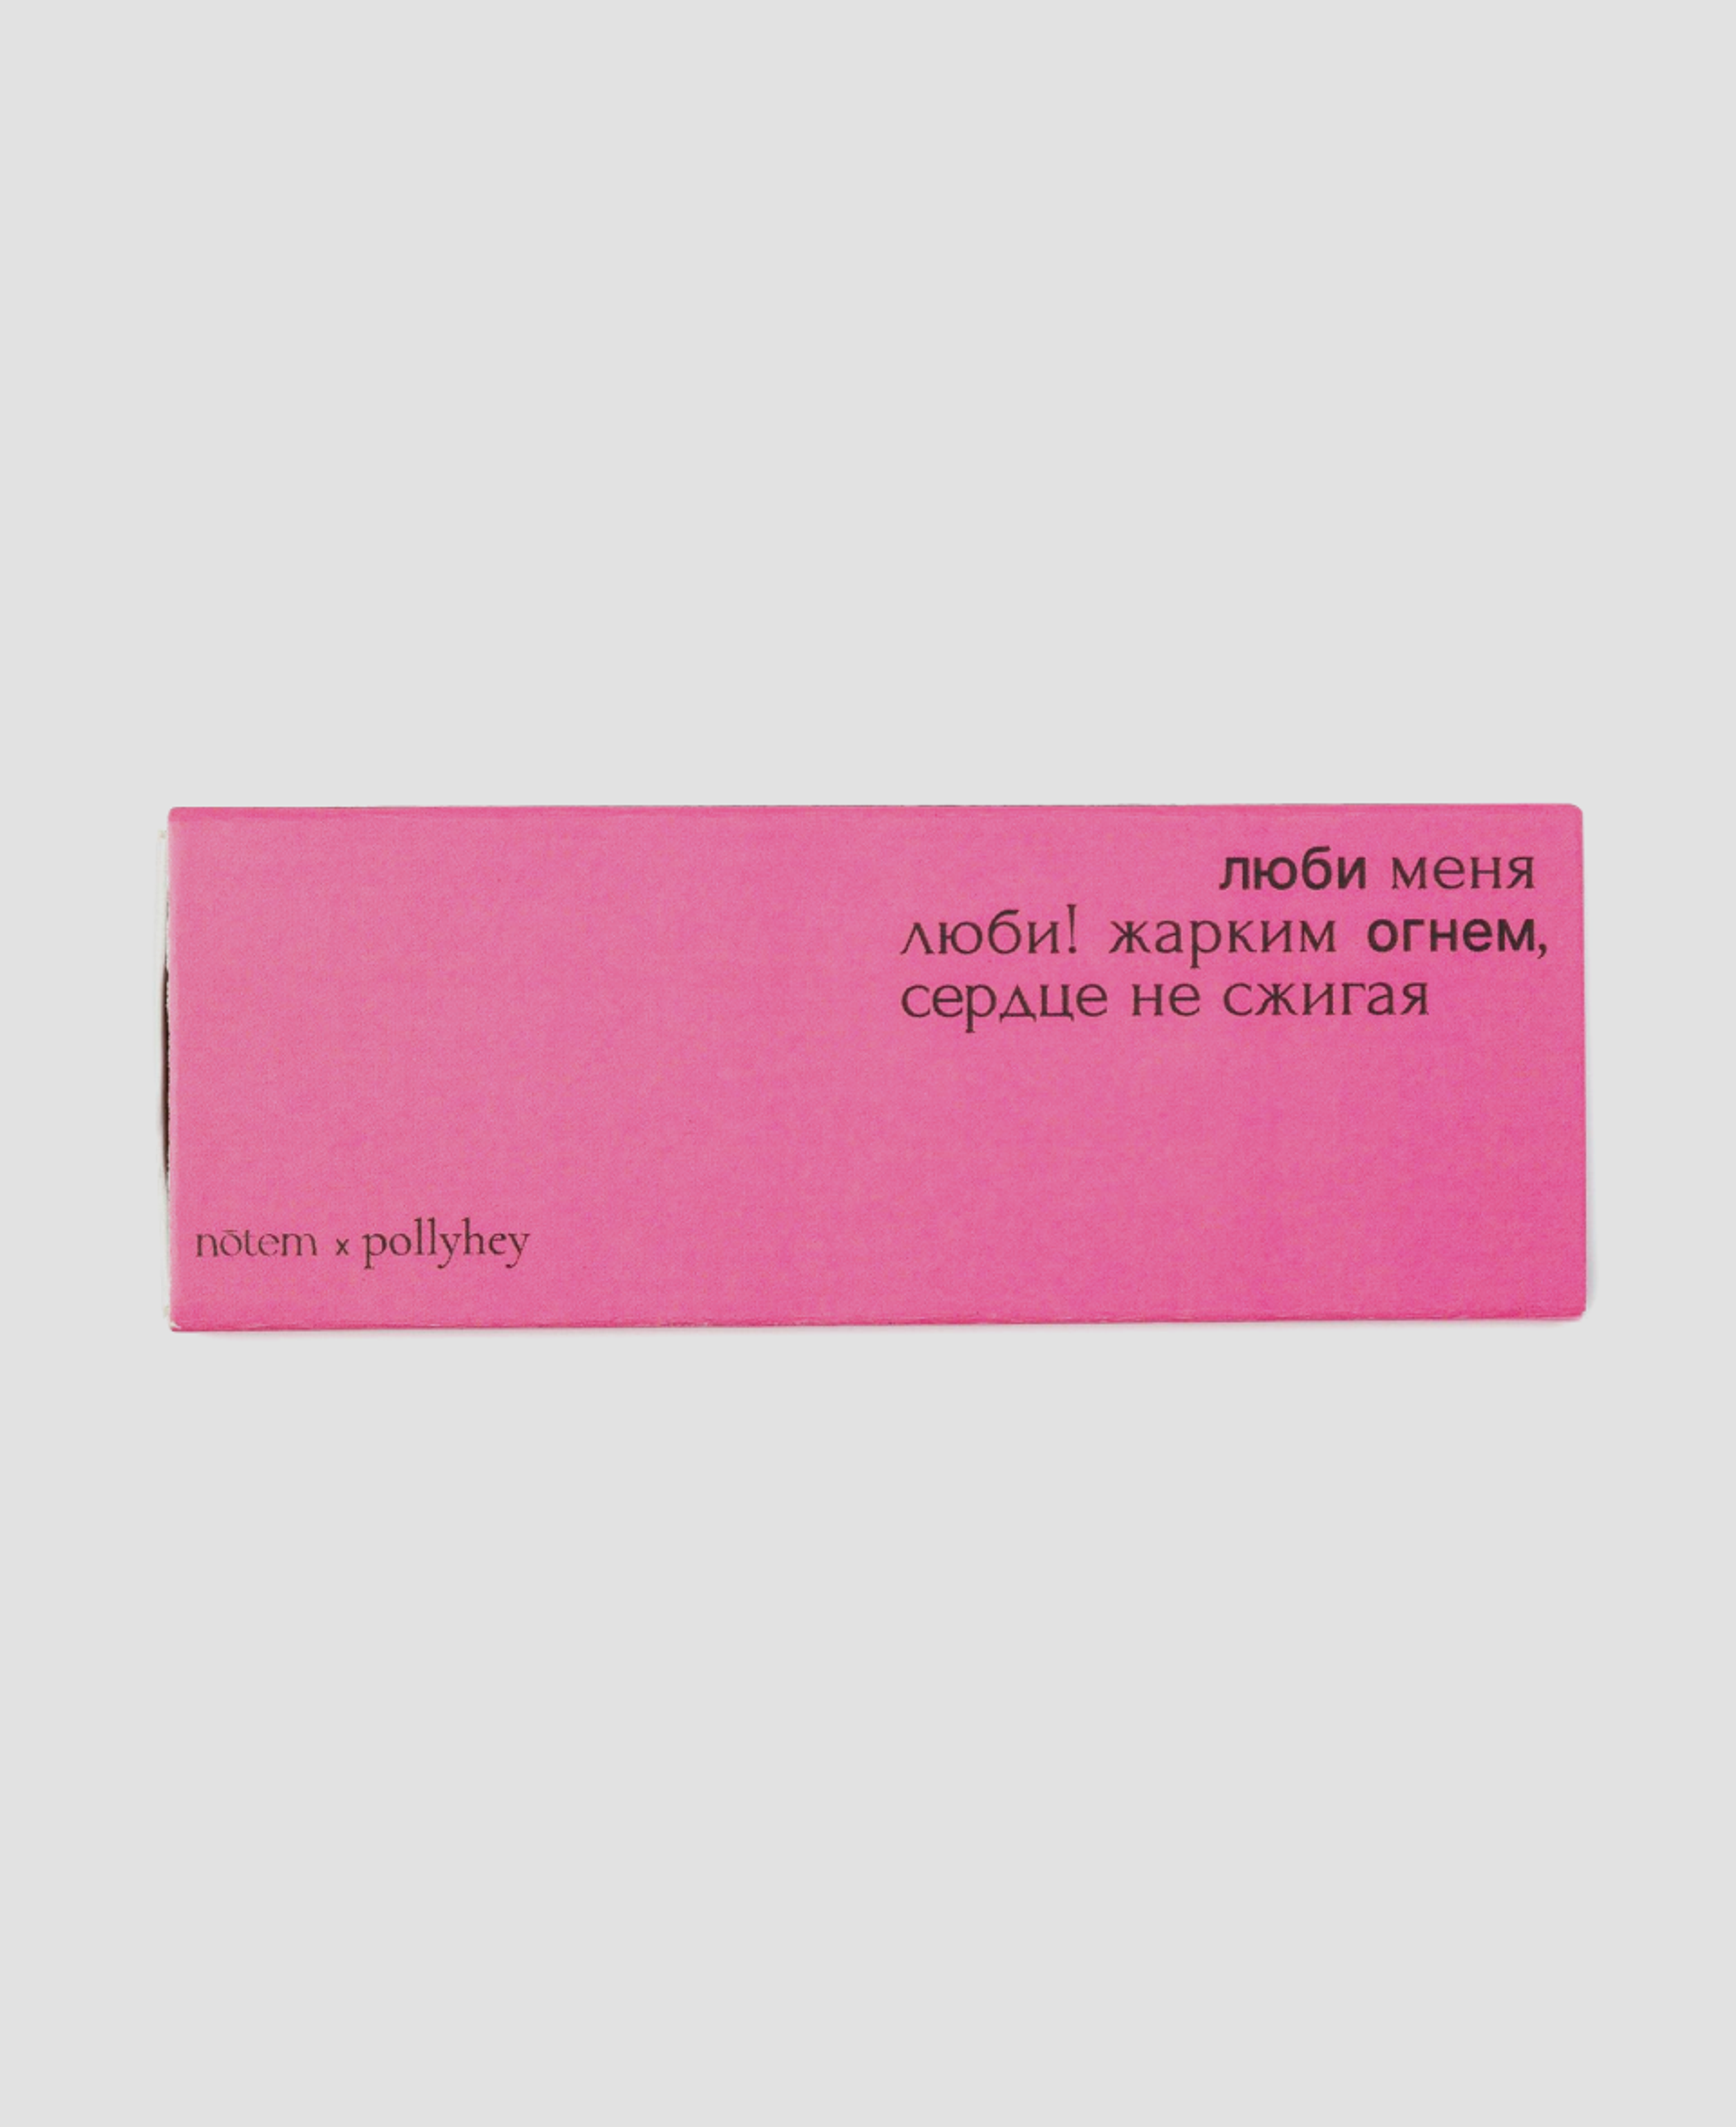 люби меня
люби! жарким огнем,
сердце не сжигая
nōtem x pollyhey